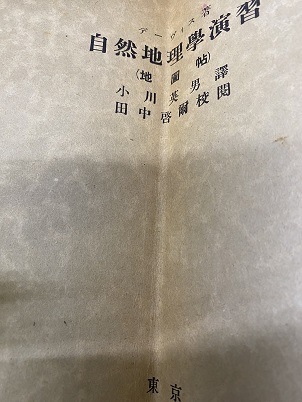 デーヴィス著
自然地理學演習
(地圖帖)
小川英男譯
田中啓爾校閲
東京